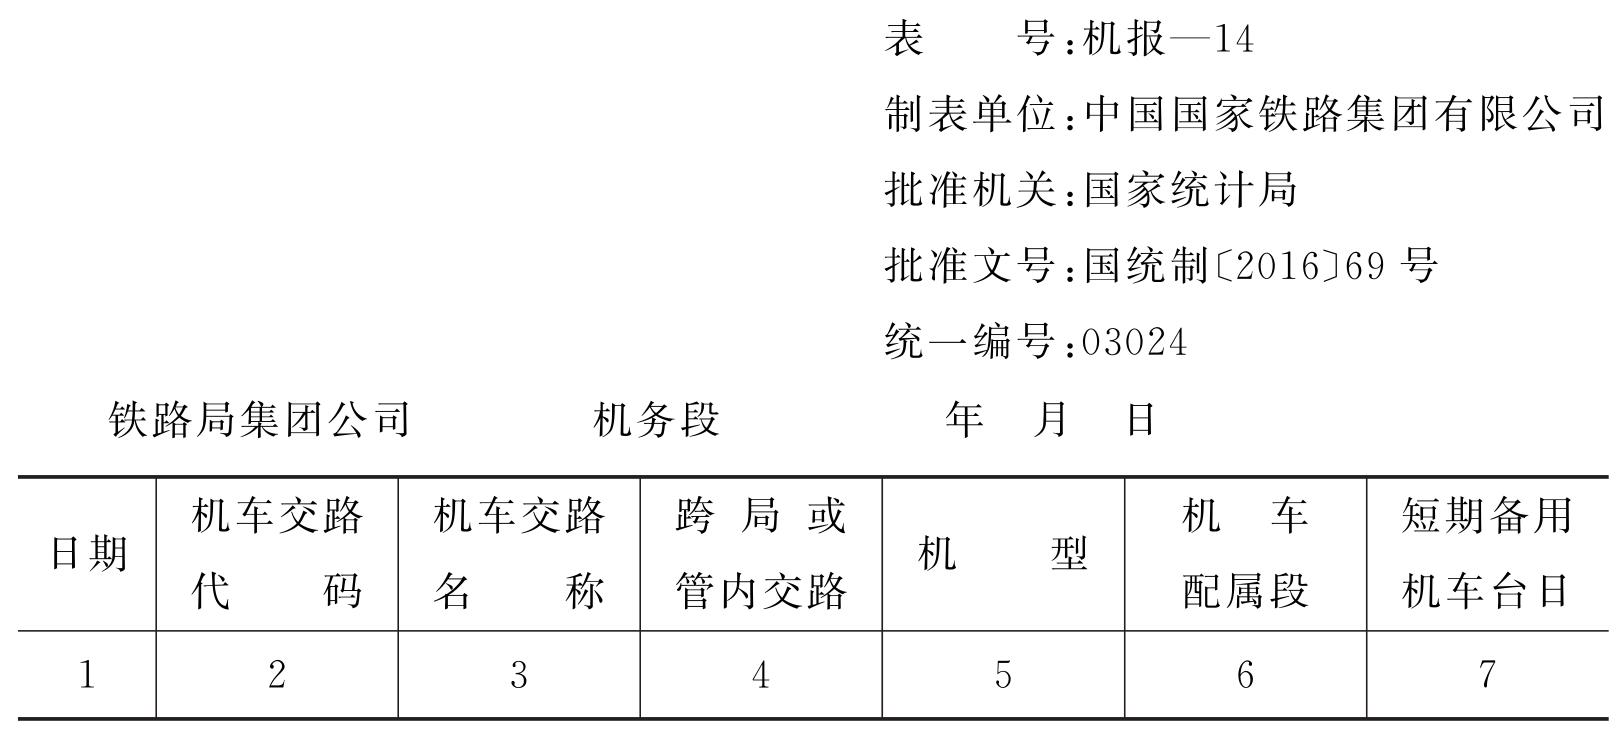 表　　号:机报—14
制表单位:中国国家铁路集团有限公司
批准机关:国家统计局
批准文号:国统制〔2016〕69 号
统一编号:03024
铁路局集团公司　　机务段　　年　月　日
日期　机车交路代　码　机车交路名　称　跨局或管内交路　机　型　机　车配属段　短期备用机车台日
1　2　3　4　5　6　7